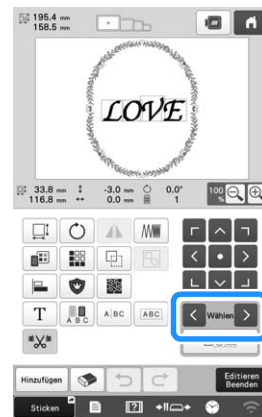 195.4 mm
158.5 mm
LOVE
33.8 mm -3.0 mm 0.0°
116.8 mm 0.0 mm 1
100 %
T A B C A BC ABC
Wählen
Hinzufügen
Editieren Beenden
Sticken